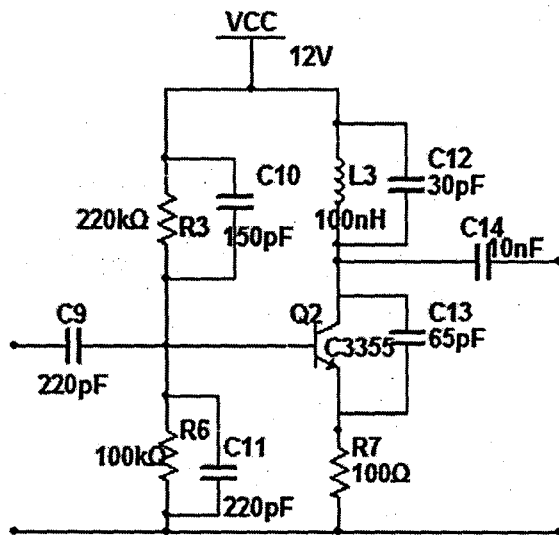 VCC
12V
C10
150pF
220kΩ
R3
L3
100nH
C12
30pF
C14
10nF
C9
220pF
Q2
C3355
C13
65pF
R6
100kΩ
C11
220pF
R7
100Ω